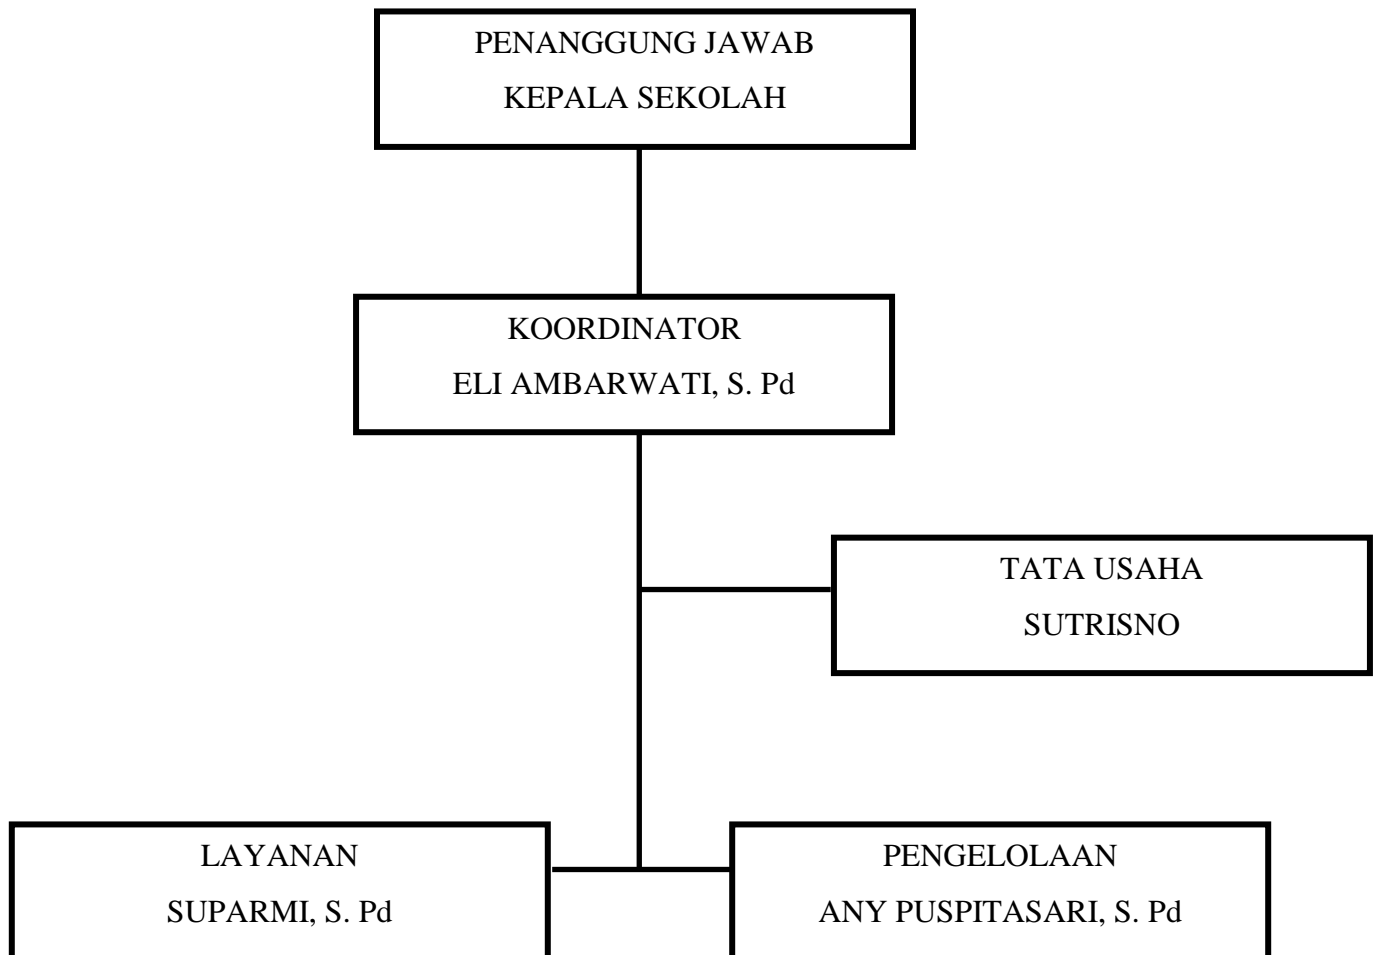 PENANGGUNG JAWAB
KEPALA SEKOLAH
KOORDINATOR
ELI AMBARWATI, S. Pd
TATA USAHA
SUTRISNO
LAYANAN
SUPARMI, S. Pd
PENGELOLAAN
ANY PUSPITASARI, S. Pd